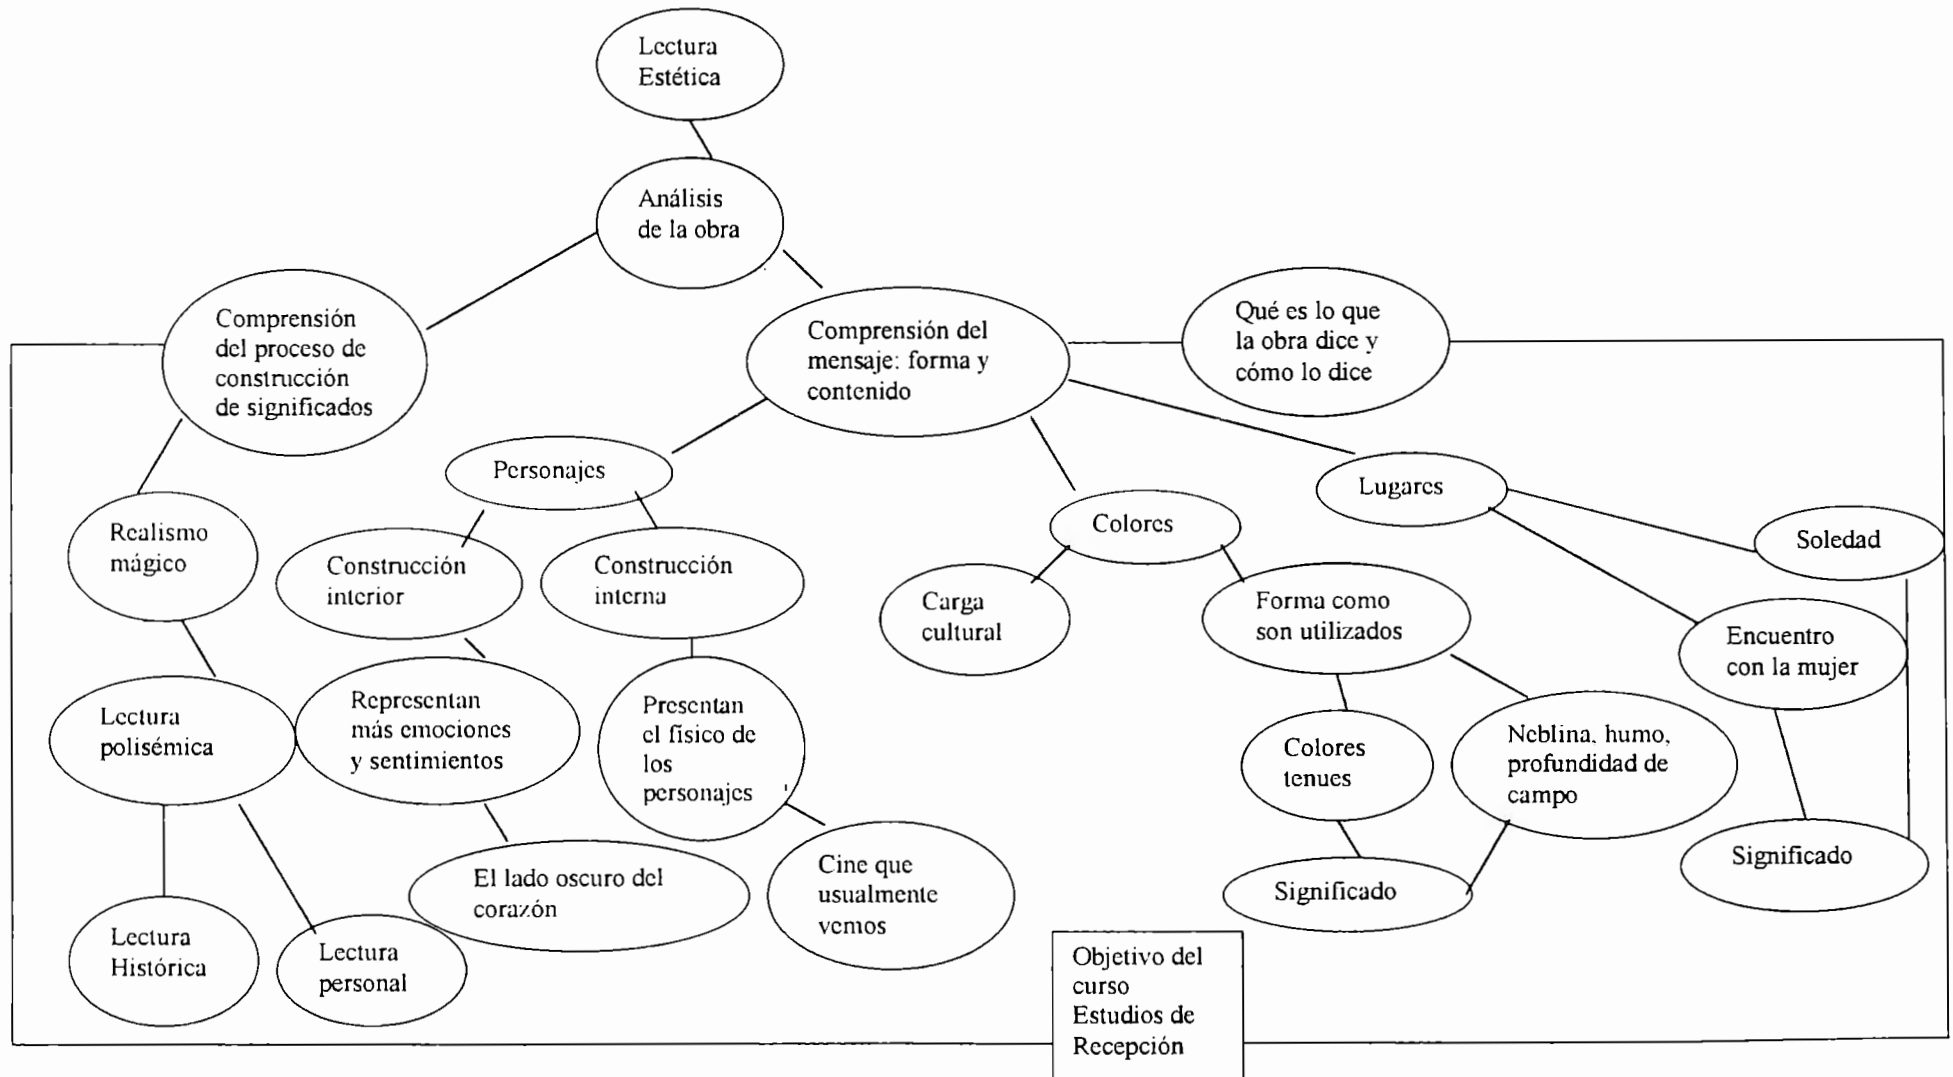 Lectura
Estética
Análisis
de la obra
Comprensión
del proceso de
construcción
de significados
Comprensión del
mensaje: forma y
contenido
Qué es lo que
la obra dice y
cómo lo dice
Personajes
Colores
Lugares
Soledad
Realismo
mágico
Construcción
interior
Construcción
interna
Carga
cultural
Forma como
son utilizados
Encuentro
con la mujer
Lectura
polisémica
Representan
más emociones
y sentimientos
Presentan
el físico de
los
personajes
Colores
tenues
Neblina, humo,
profundidad de
campo
El lado oscuro del
corazón
Cine que
usualmente
vemos
Significado
Significado
Lectura
Histórica
Lectura
personal
Objetivo del
curso
Estudios de
Recepción